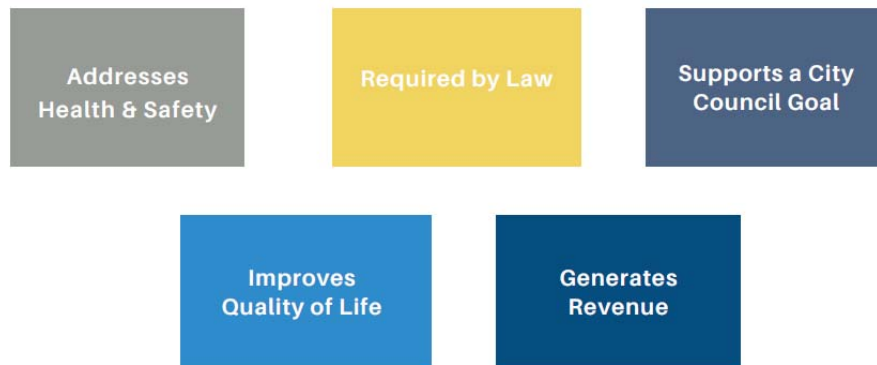 Addresses
Health & Safety
Required by Law
Supports a City
Council Goal
Improves
Quality of Life
Generates
Revenue